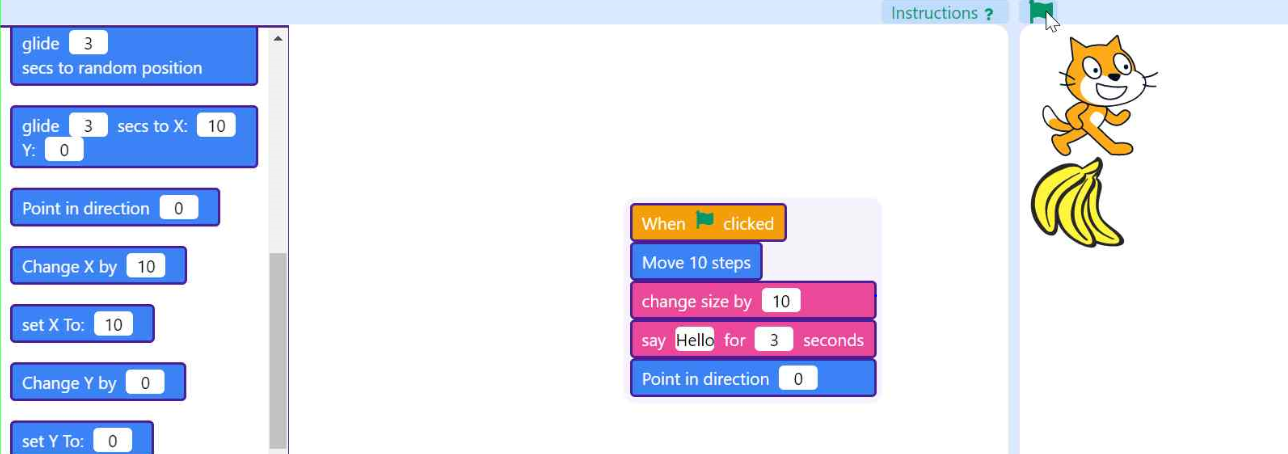 Instructions ?
glide 3
secs to random position
glide 3 secs to X: 10
Y: 0
Point in direction 0
Change X by 10
set X To: 10
Change Y by 0
set Y To: 0
When clicked
Move 10 steps
change size by 10
say Hello for 3 seconds
Point in direction 0